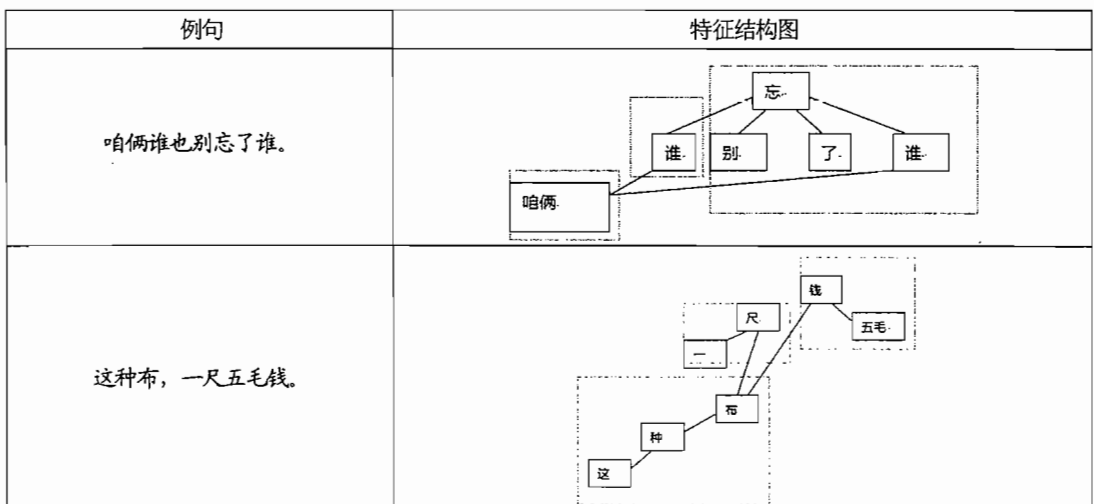 例句
特征结构图
咱俩谁也别忘了谁。
忘
谁
别
了
谁
咱俩
这种布，一尺五毛钱。
钱
尺
五毛
一
布
种
这